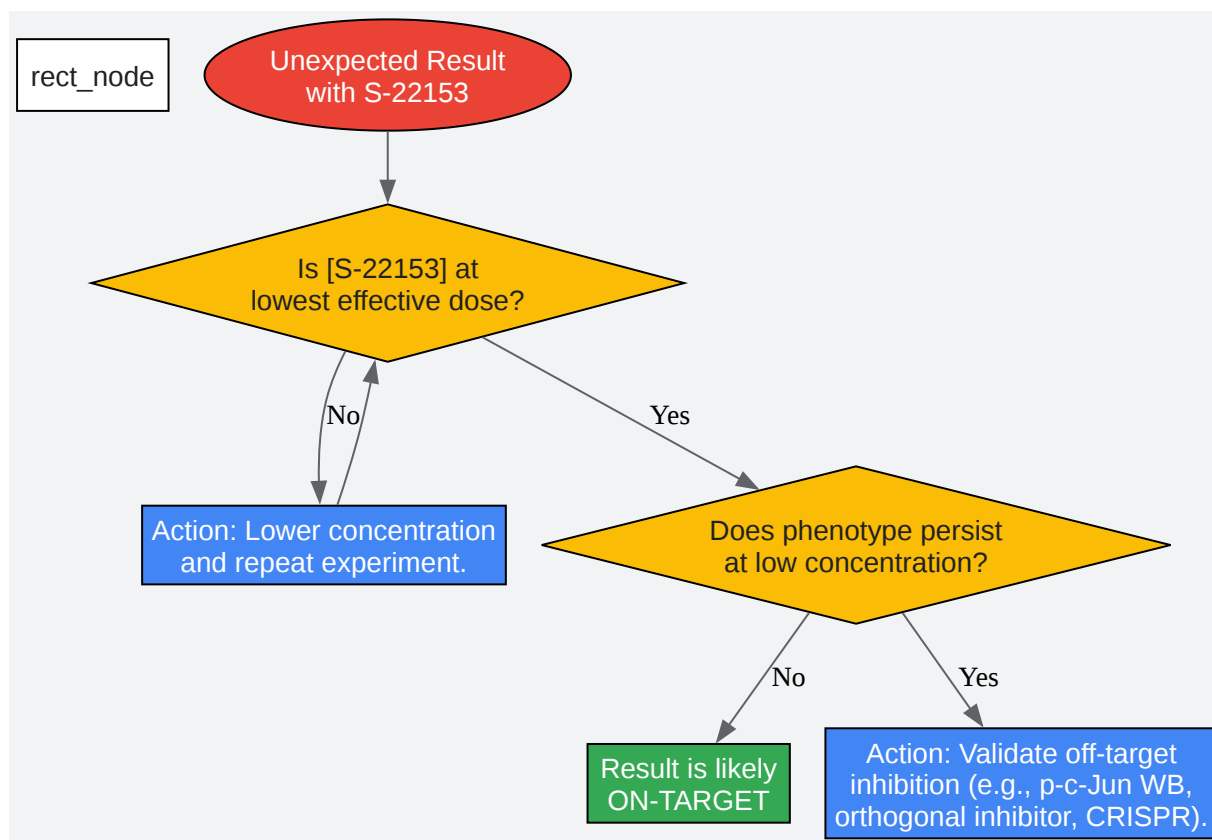 rect_node
Unexpected Result
with S-22153
Is [S-22153] at
lowest effective dose?
No
Yes
Action: Lower concentration
and repeat experiment.
Does phenotype persist
at low concentration?
No
Yes
Result is likely
ON-TARGET
Action: Validate off-target
inhibition (e.g., p-c-Jun WB,
orthogonal inhibitor, CRISPR).